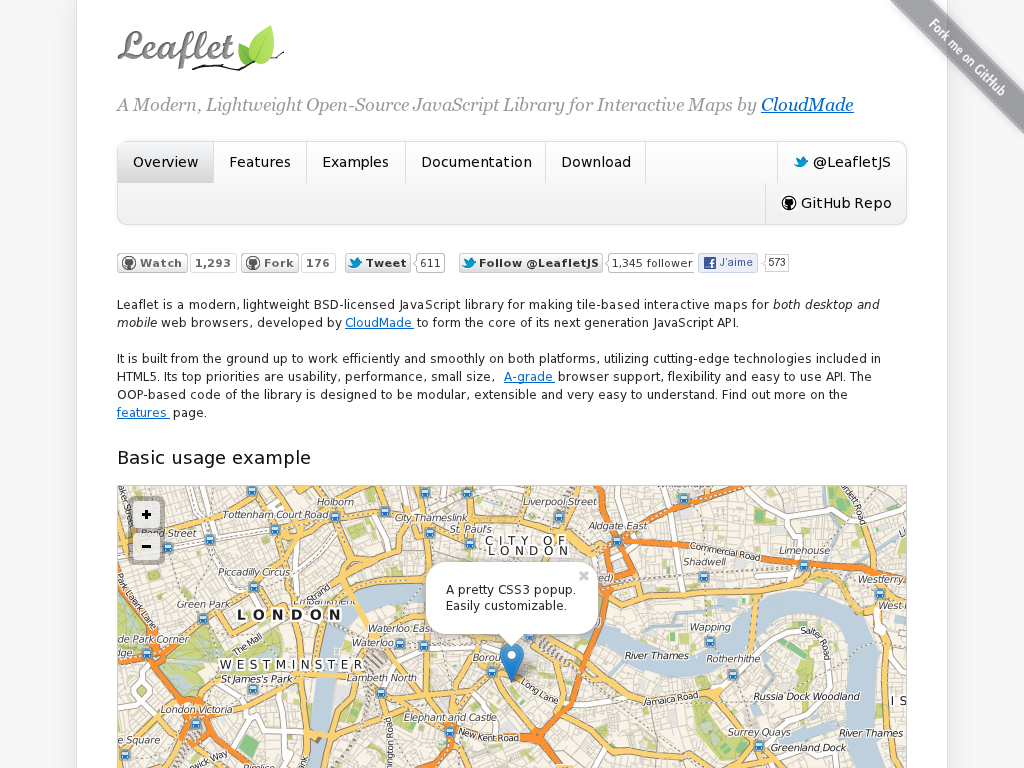 Leaflet
Fork me on GitHub
A Modern, Lightweight Open-Source JavaScript Library for Interactive Maps by CloudMade
Overview Features Examples Documentation Download @LeafletJS
GitHub Repo
Watch 1,293 Fork 176 Tweet 611 Follow @LeafletJS 1,345 follower J'aime 573
Leaflet is a modern, lightweight BSD-licensed JavaScript library for making tile-based interactive maps for both desktop and
mobile web browsers, developed by CloudMade to form the core of its next generation JavaScript API.
It is built from the ground up to work efficiently and smoothly on both platforms, utilizing cutting-edge technologies included in
HTML5. Its top priorities are usability, performance, small size, A-grade browser support, flexibility and easy to use API. The
OOP-based code of the library is designed to be modular, extensible and very easy to understand. Find out more on the
features page.
Basic usage example
+
-
Holborn
Liverpool Street
Tottenham Court Road
City Thameslink
St. Paul's
Aldgate East
Bond Street
CITY OF
LONDON
Commercial Road
Limehouse
Shadwell
Piccadilly Circus
Westferry
Strand
Embankment
Park Lane
Green Park
LONDON
West
A pretty CSS3 popup.
Easily customizable.
Waterloo East
Wapping
Salter Road
de Park Corner
The Mall
Waterloo
River Thames
Rotherhithe
WESTMINSTER
Borou
St James's Park
Lambeth North
Long Lane
Jamaica Road
Russia Dock Woodland
IS
London Victoria
Elephant and Castle
New Kent Road
Surrey Quays
River Thames
e Square
Greenland Dock
Pimlico